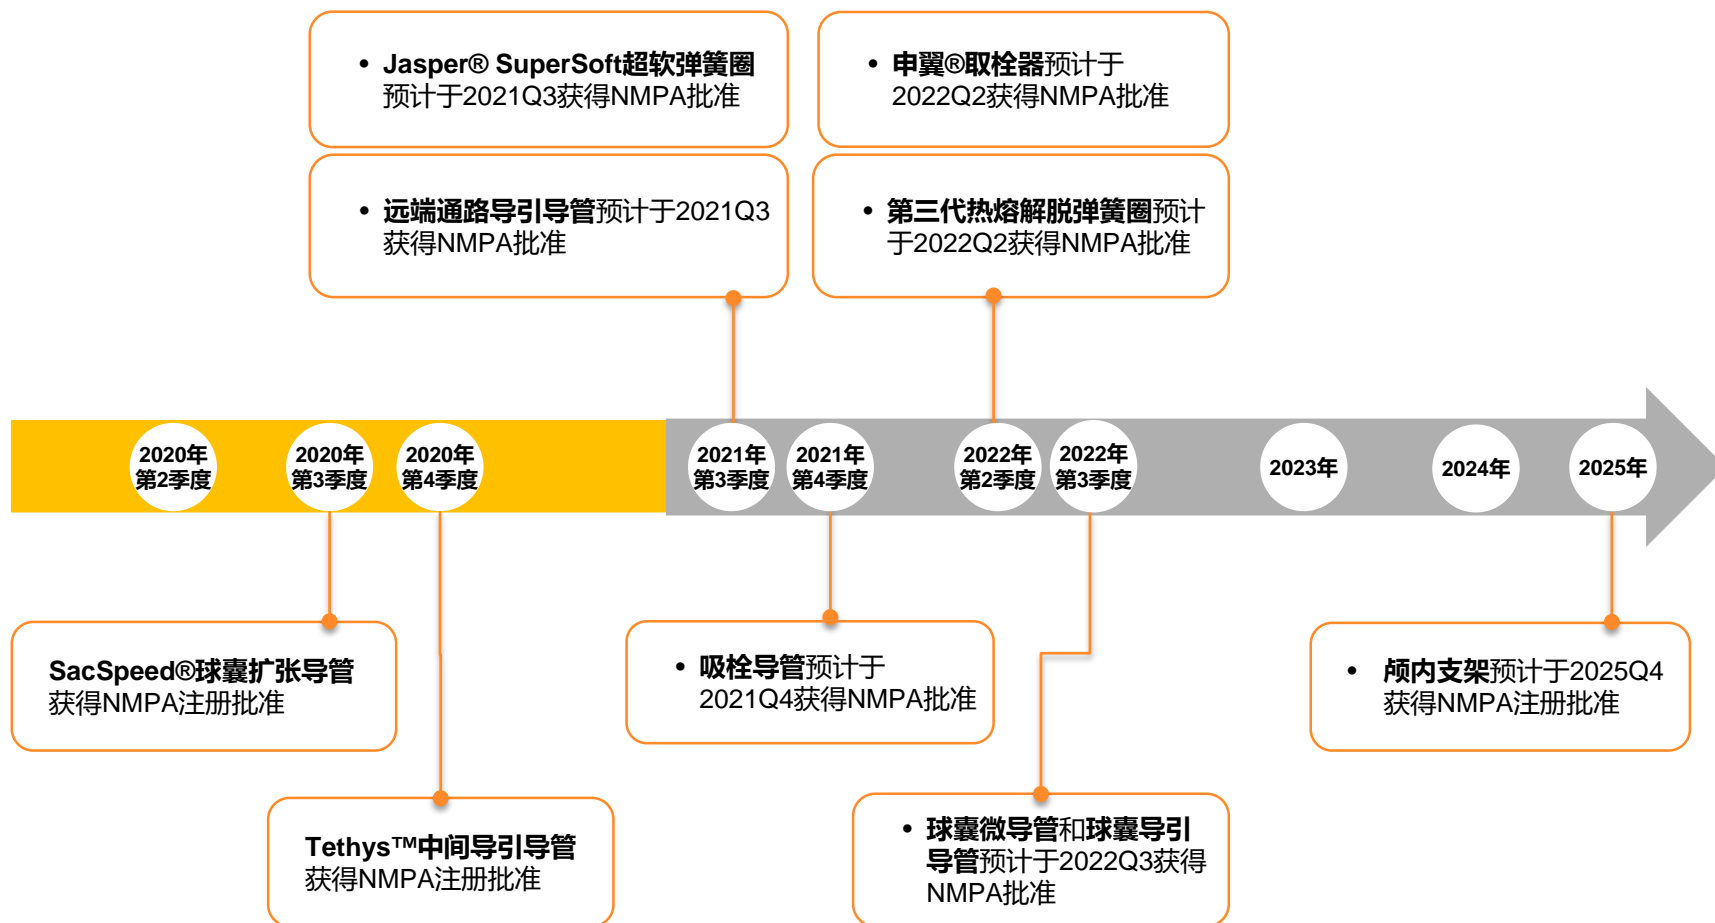 • Jasper® SuperSoft超软弹簧圈
预计于2021Q3获得NMPA批准
• 申翼®取栓器预计于
2022Q2获得NMPA批准
• 远端通路导引导管预计于2021Q3
获得NMPA批准
• 第三代热熔解脱弹簧圈预计
于2022Q2获得NMPA批准
2020年
第2季度
2020年
第3季度
2020年
第4季度
2021年
第3季度
2021年
第4季度
2022年
第2季度
2022年
第3季度
2023年
2024年
2025年
SacSpeed®球囊扩张导管
获得NMPA注册批准
• 吸栓导管预计于
2021Q4获得NMPA批准
• 颅内支架预计于2025Q4
获得NMPA注册批准
Tethys™中间导引导管
获得NMPA注册批准
• 球囊微导管和球囊导引
导管预计于2022Q3获得
NMPA批准